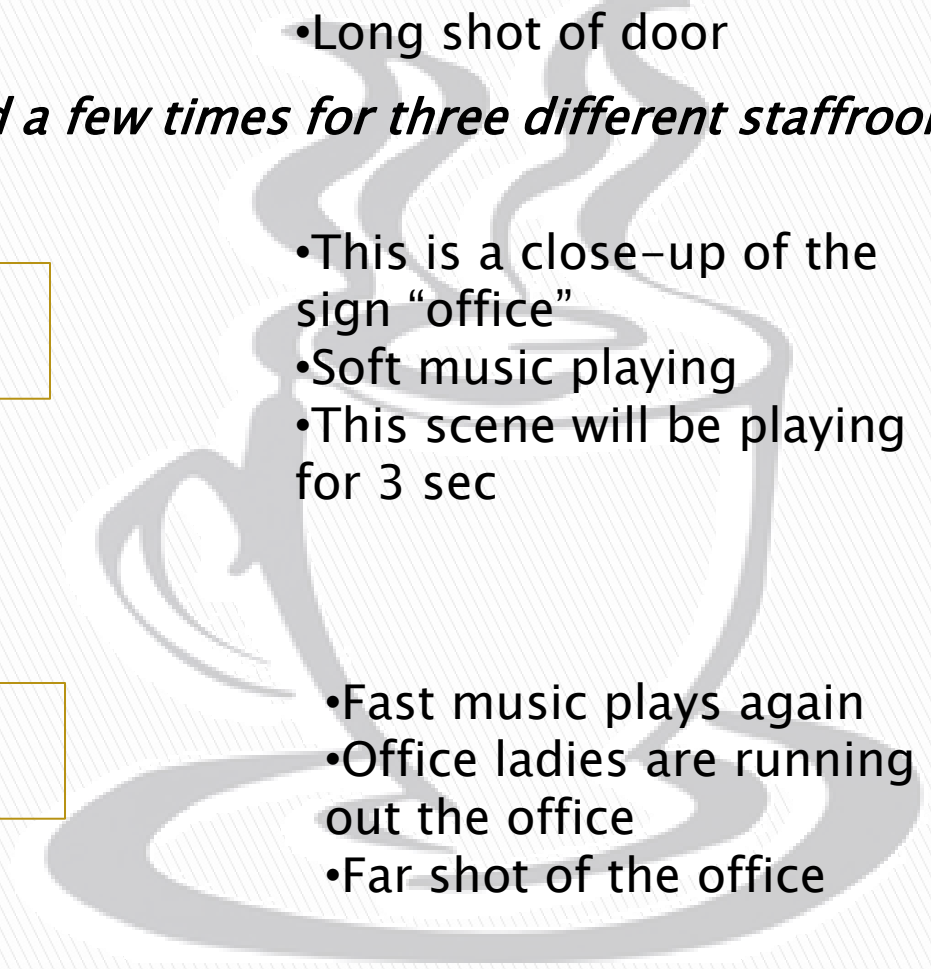 •Long shot of door
a few times for three different
•This is a close-up of the
sign “office”
•Soft music playing
•This scene will be playing
for 3 sec
•Fast music plays again
•Office ladies are running
out the office
•Far shot of the office